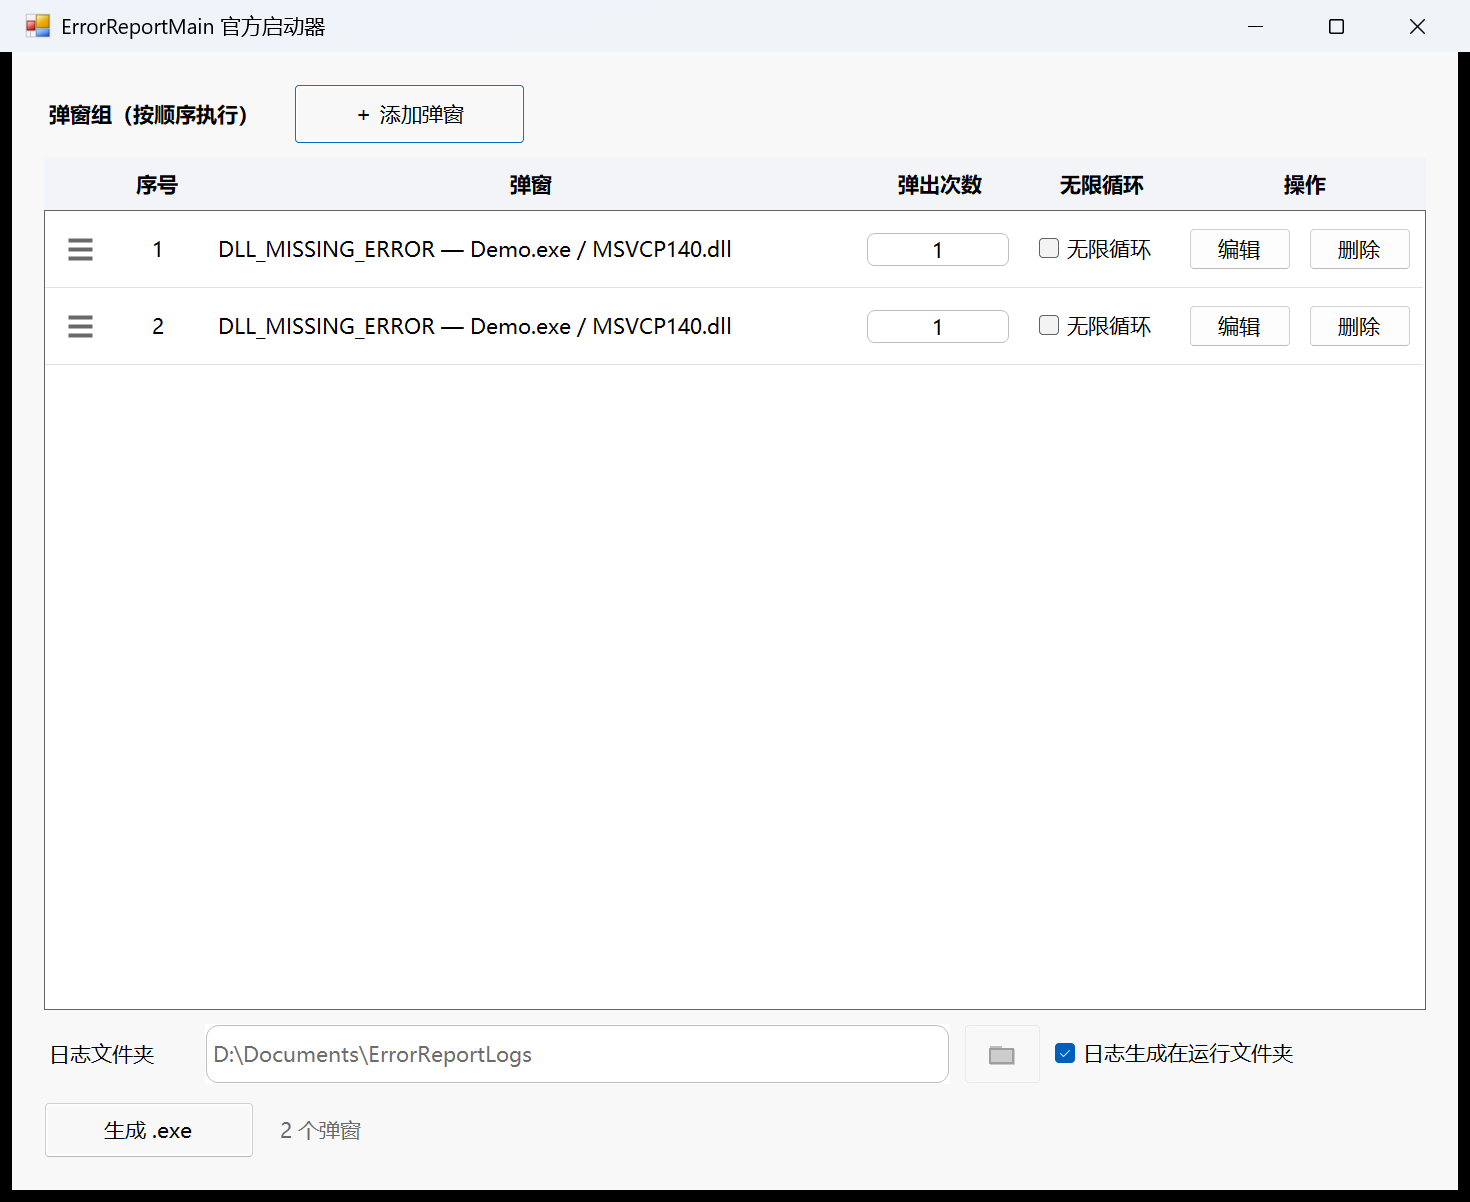 ErrorReportMain 官方启动器
弹窗组（按顺序执行） + 添加弹窗
序号 弹窗 弹出次数 无限循环 操作
1 DLL_MISSING_ERROR — Demo.exe / MSVCP140.dll 1 无限循环 编辑 删除
2 DLL_MISSING_ERROR — Demo.exe / MSVCP140.dll 1 无限循环 编辑 删除
日志文件夹 D:\Documents\ErrorReportLogs 日志生成在运行文件夹
生成 .exe 2 个弹窗